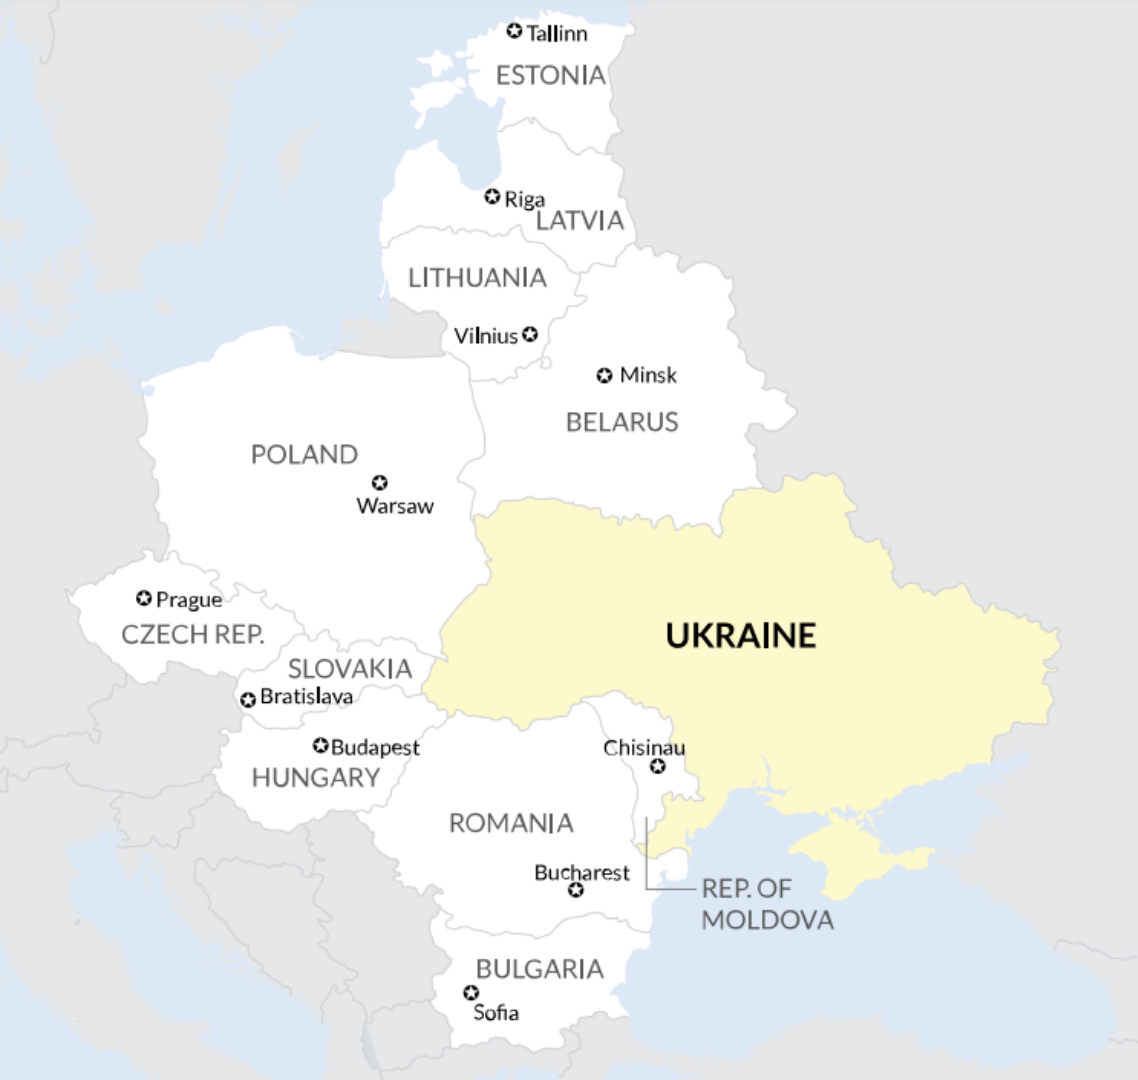 Tallinn
ESTONIA
Riga
LATVIA
LITHUANIA
Vilnius
Minsk
BELARUS
POLAND
Warsaw
Prague
CZECH REP.
UKRAINE
SLOVAKIA
Bratislava
Budapest
HUNGARY
Chisinau
ROMANIA
Bucharest
REP. OF
MOLDOVA
BULGARIA
Sofia